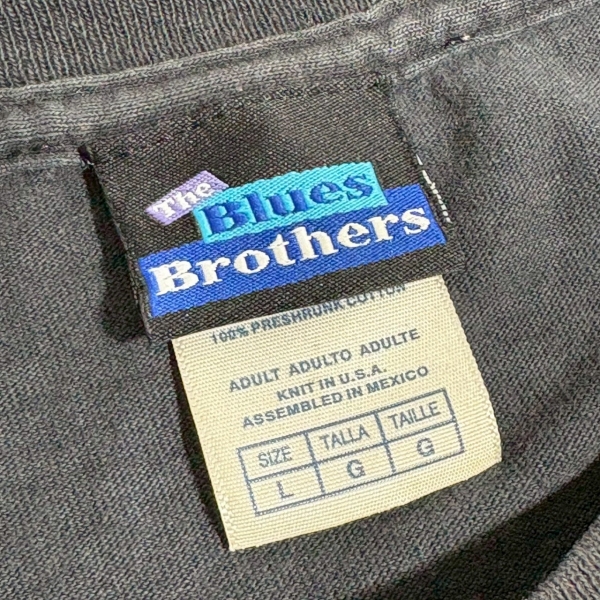 The
Blues
Brothers
100% PRESHRUNK COTTON
ADULT ADULTO ADULTE
KNIT IN U.S.A.
ASSEMBLED IN MEXICO
SIZE TALLA TAILLE
L G G